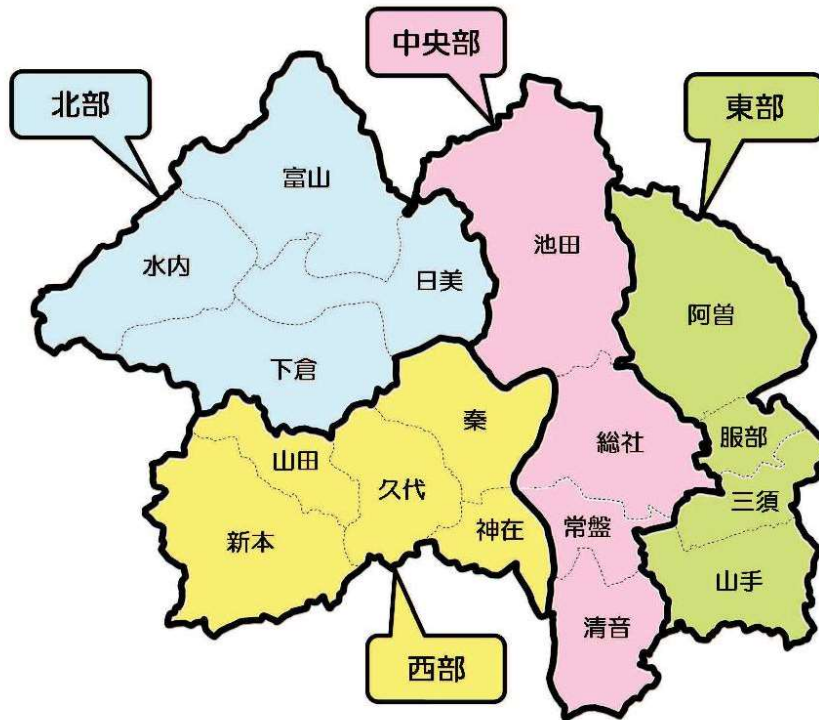 中央部
北部
東部
富山
池田
水内
日美
阿曽
下倉
秦
服部
総社
山田
久代
三須
新本
神在
常盤
山手
清音
西部